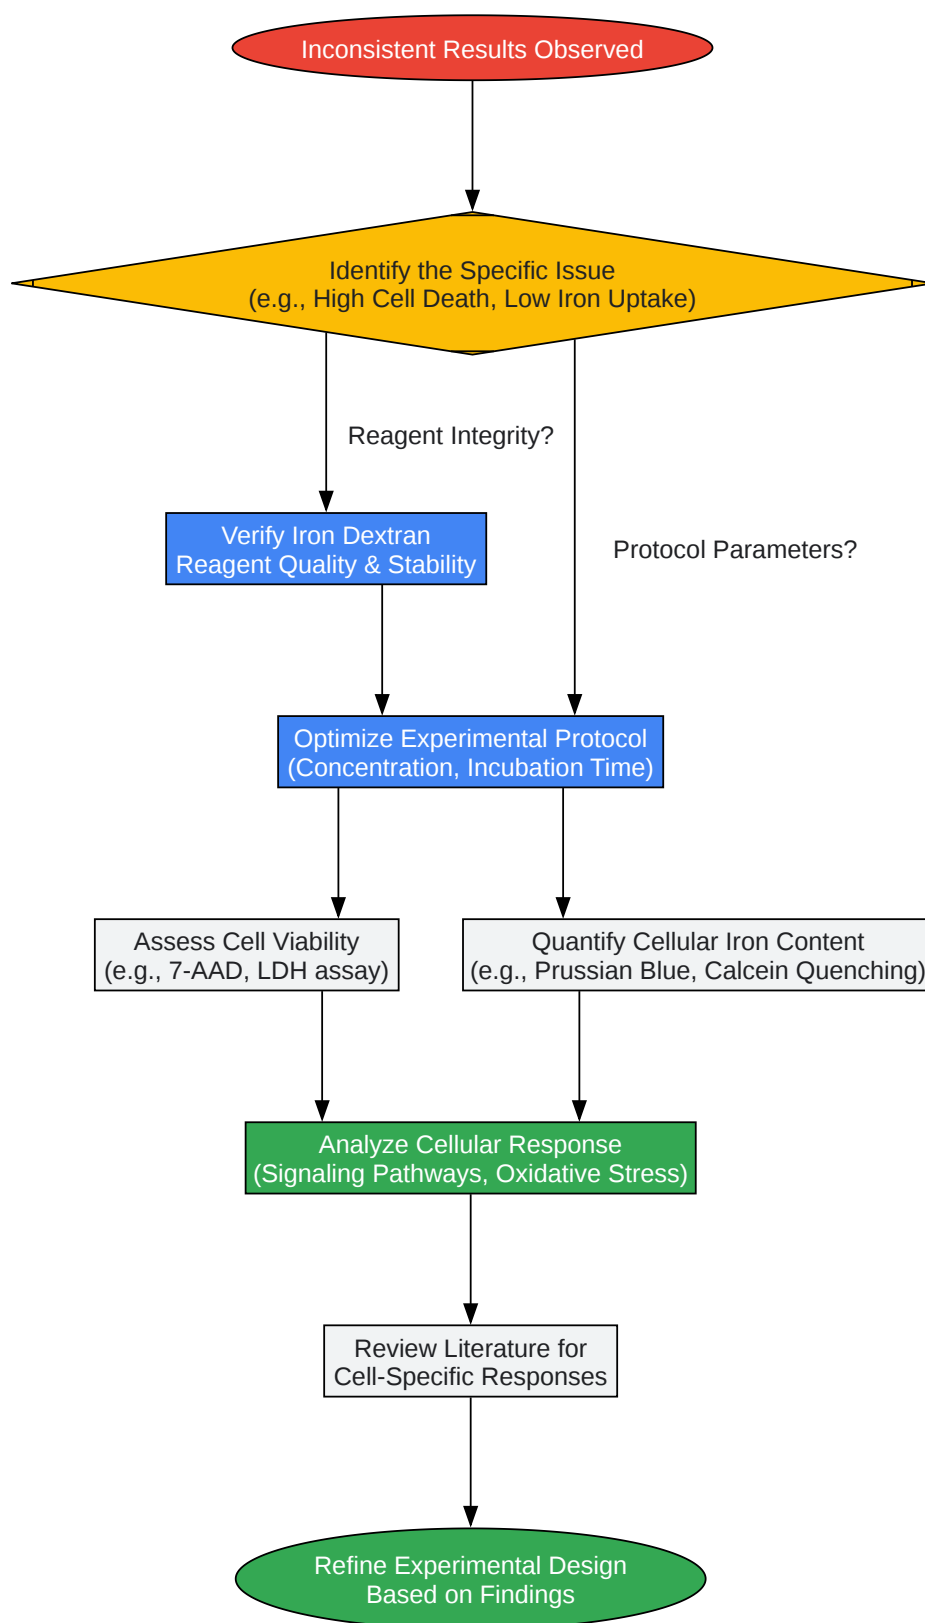 Inconsistent Results Observed
Identify the Specific Issue
(e.g., High Cell Death, Low Iron Uptake)
Reagent Integrity?
Verify Iron Dextran
Reagent Quality & Stability
Protocol Parameters?
Optimize Experimental Protocol
(Concentration, Incubation Time)
Assess Cell Viability
(e.g., 7-AAD, LDH assay)
Quantify Cellular Iron Content
(e.g., Prussian Blue, Calcein Quenching)
Analyze Cellular Response
(Signaling Pathways, Oxidative Stress)
Review Literature for
Cell-Specific Responses
Refine Experimental Design
Based on Findings